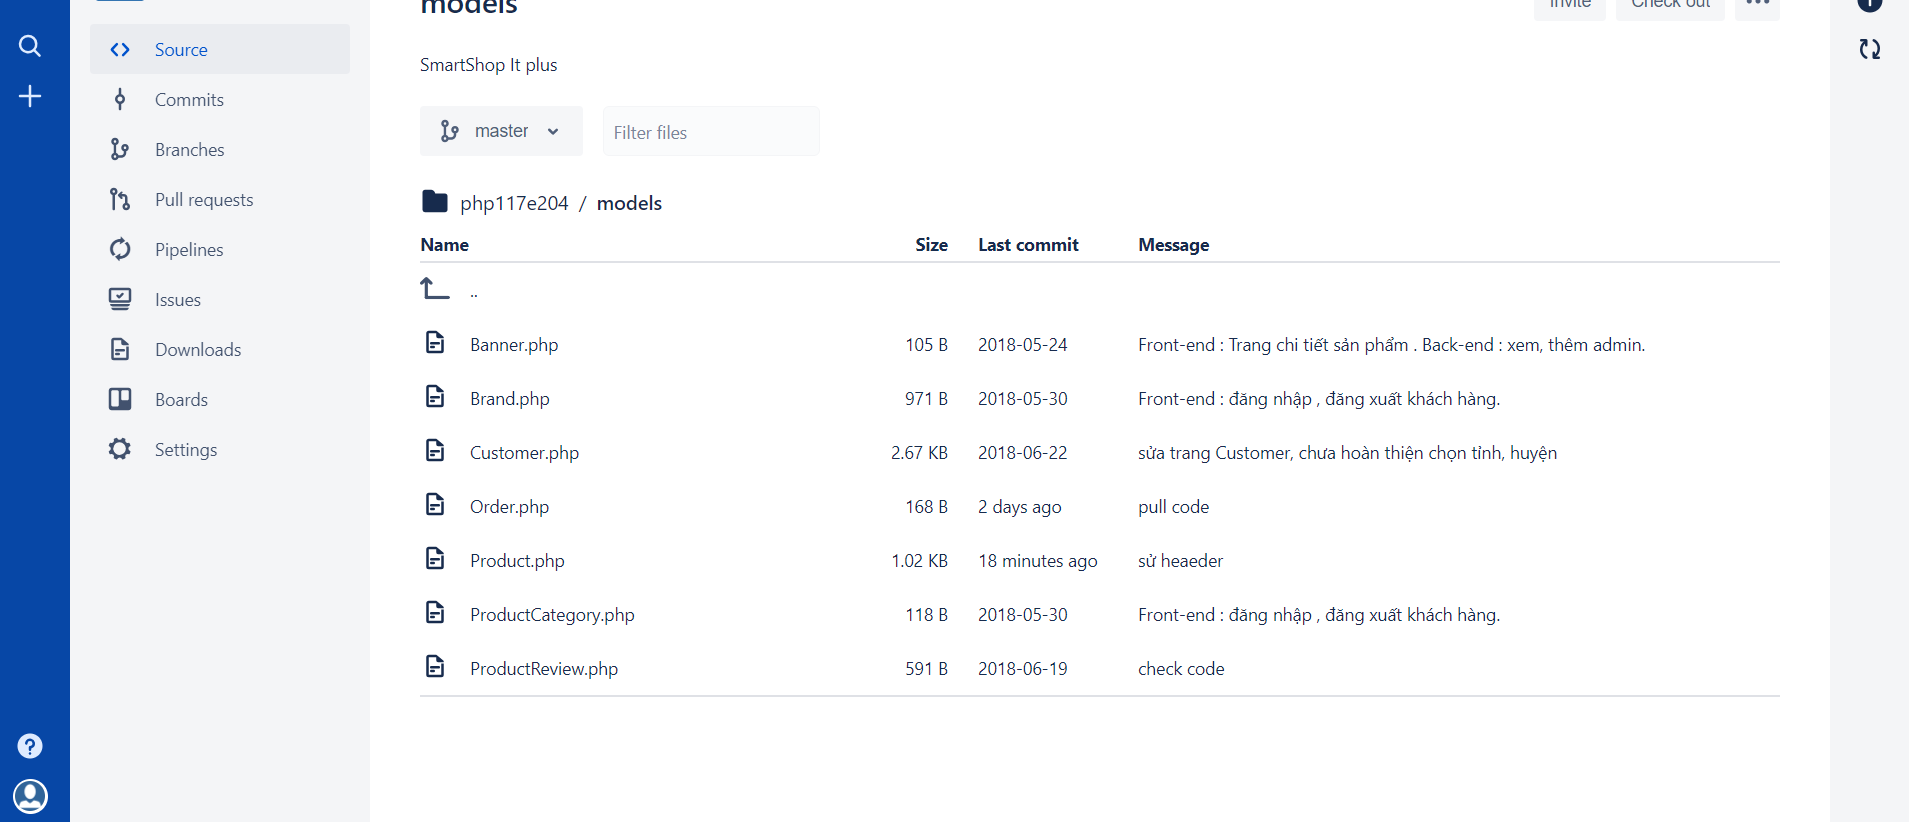 models
Invite
Check out
Source
Commits
Branches
Pull requests
Pipelines
Issues
Downloads
Boards
Settings
SmartShop It plus
master
Filter files
php117e204 / models
Name Size Last commit Message
..
Banner.php 105 B 2018-05-24 Front-end : Trang chi tiết sản phẩm . Back-end : xem, thêm admin.
Brand.php 971 B 2018-05-30 Front-end : đăng nhập , đăng xuất khách hàng.
Customer.php 2.67 KB 2018-06-22 sửa trang Customer, chưa hoàn thiện chọn tỉnh, huyện
Order.php 168 B 2 days ago pull code
Product.php 1.02 KB 18 minutes ago sử heaeder
ProductCategory.php 118 B 2018-05-30 Front-end : đăng nhập , đăng xuất khách hàng.
ProductReview.php 591 B 2018-06-19 check code